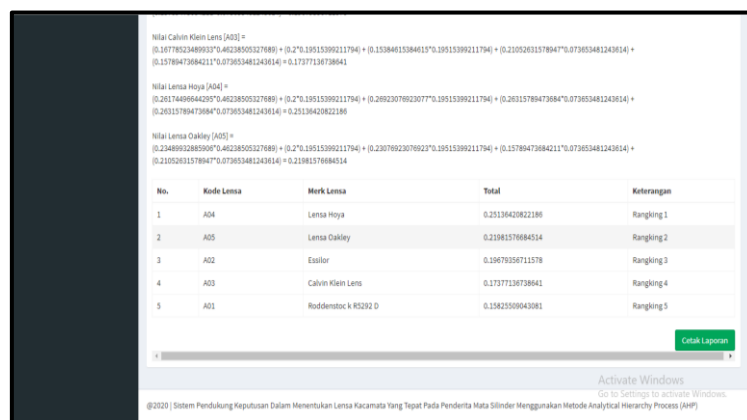 Nilai Calvin Klein Lens [A03] =
(0.16778523489933*0.46238505327689) + (0.2*0.19515399211794) + (0.15384615384615*0.19515399211794) + (0.21052631578947*0.073653481243614) +
(0.15789473684211*0.073653481243614) = 0.17377136738641
Nilai Lensa Hoya [A04] =
(0.26174496644295*0.46238505327689) + (0.2*0.19515399211794) + (0.26923076923077*0.19515399211794) + (0.26315789473684*0.073653481243614) +
(0.26315789473684*0.073653481243614) = 0.25136420822186
Nilai Lensa Oakley [A05] =
(0.23489932885906*0.46238505327689) + (0.2*0.19515399211794) + (0.23076923076923*0.19515399211794) + (0.15789473684211*0.073653481243614) +
(0.21052631578947*0.073653481243614) = 0.21981576684514
No. Kode Lensa Merk Lensa Total Keterangan
1 A04 Lensa Hoya 0.25136420822186 Rangking 1
2 A05 Lensa Oakley 0.21981576684514 Rangking 2
3 A02 Essilor 0.19679356711578 Rangking 3
4 A03 Calvin Klein Lens 0.17377136738641 Rangking 4
5 A01 Roddenstoc k R5292 D 0.15825509043081 Rangking 5
Cetak Laporan
Activate Windows
Go to Settings to activate Windows.
@2020 | Sistem Pendukung Keputusan Dalam Menentukan Lensa Kacamata Yang Tepat Pada Penderita Mata Silinder Menggunakan Metode Analytical Hierarchy Process (AHP)